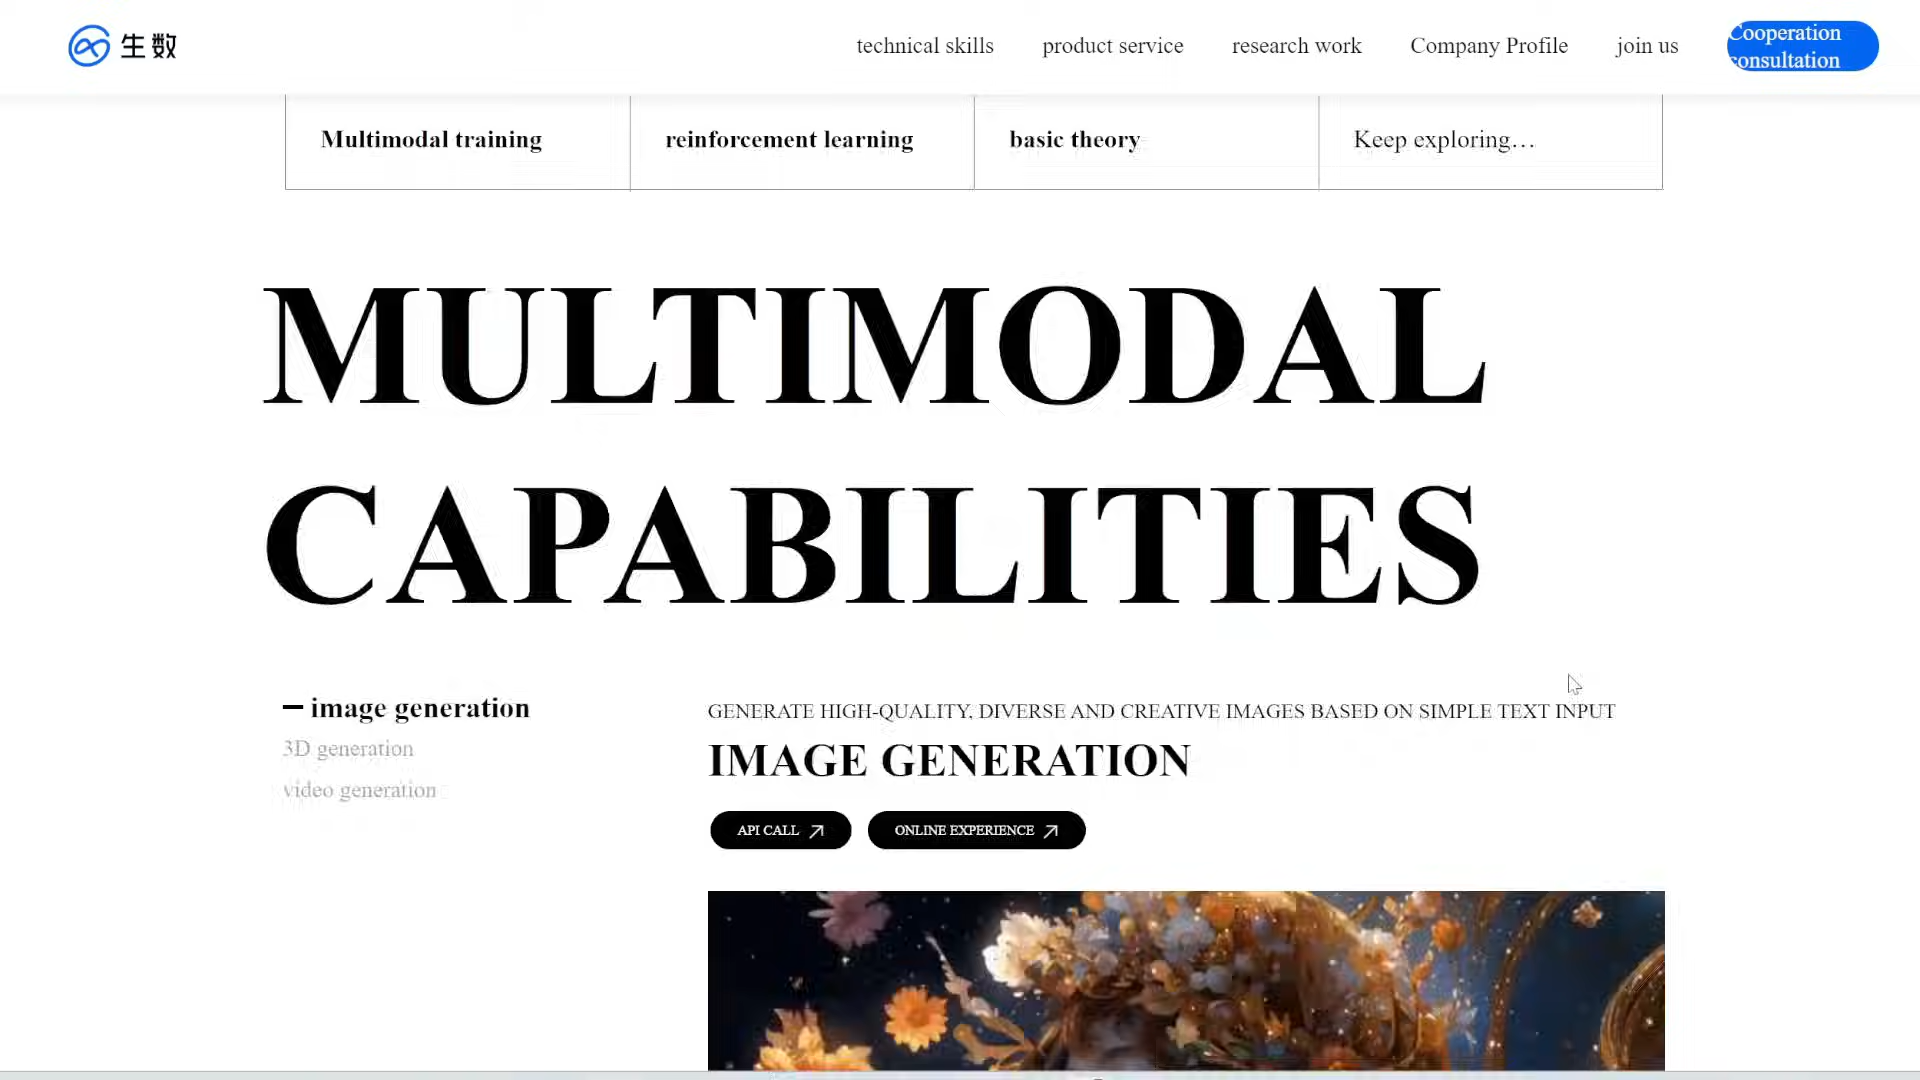 生数
technical skills
product service
research work
Company Profile
join us
Cooperation
consultation
Multimodal training
reinforcement learning
basic theory
Keep exploring…
MULTIMODAL
CAPABILITIES
image generation
3D generation
video generation
GENERATE HIGH-QUALITY, DIVERSE AND CREATIVE IMAGES BASED ON SIMPLE TEXT INPUT
IMAGE GENERATION
API CALL
ONLINE EXPERIENCE